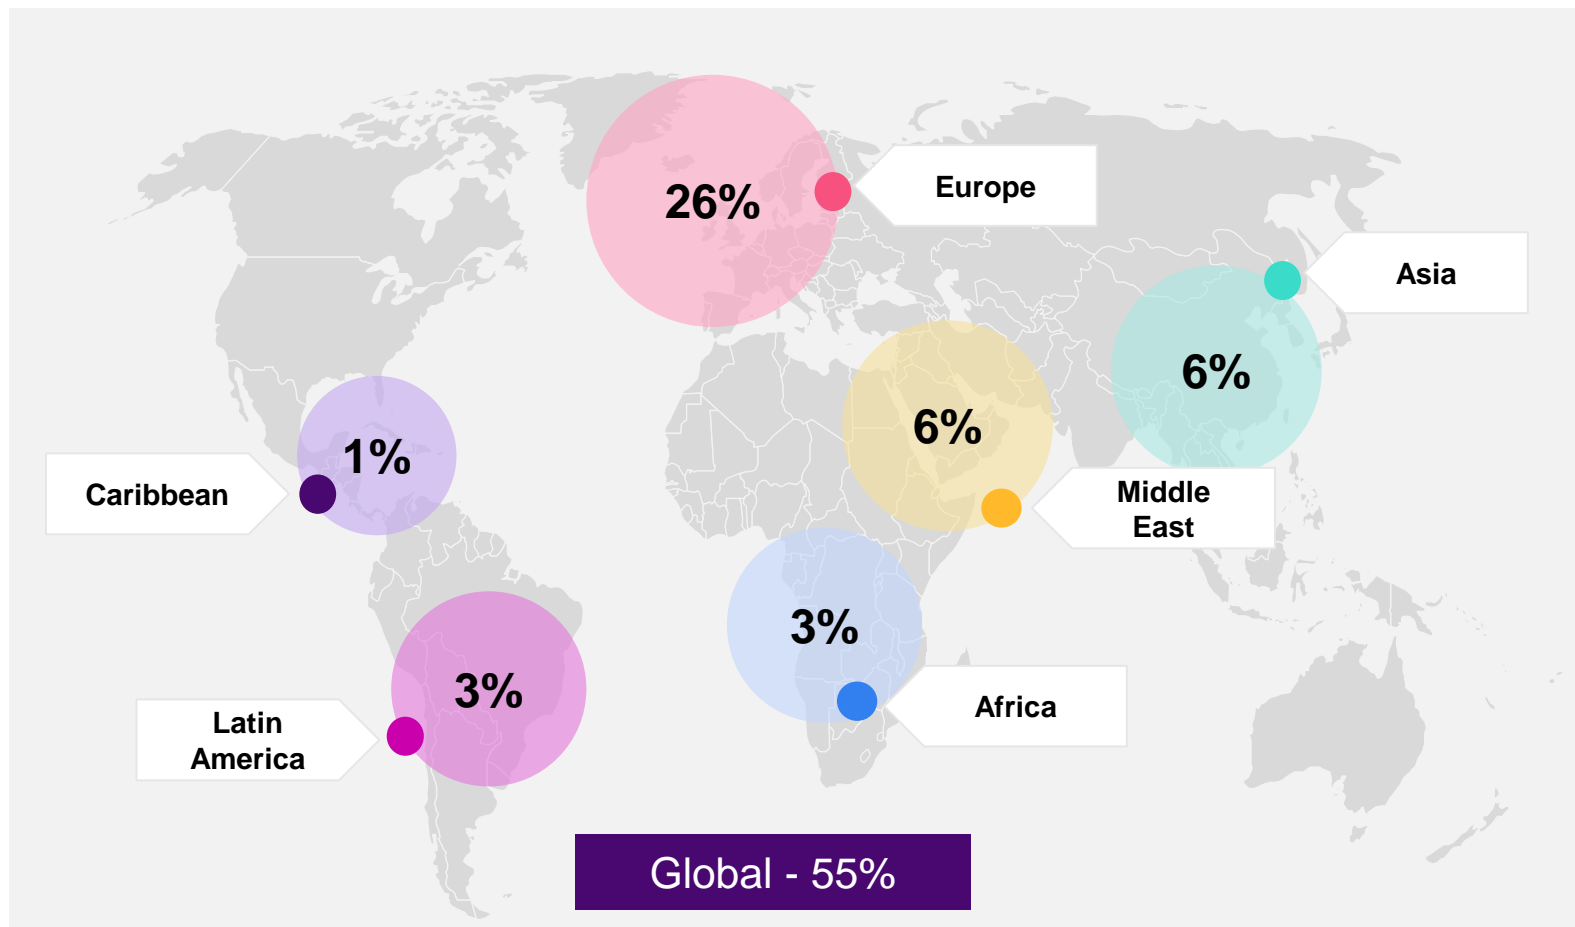 26%
Europe
Asia
6%
6%
1%
Caribbean
Middle
East
3%
3%
Latin
America
Africa
Global - 55%